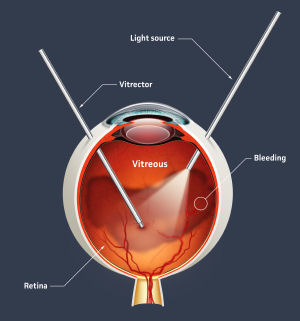 Light source
Vitrector
Vitreous
Bleeding
Retina